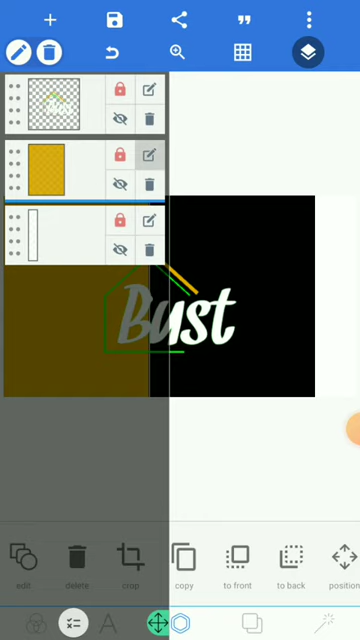 Bust
edit
delete
crop
copy
to front
to back
position